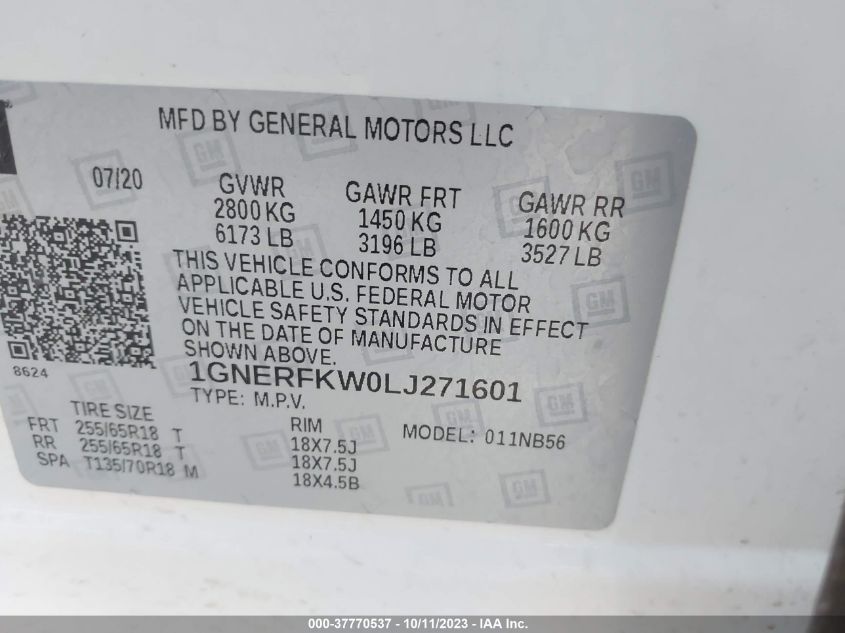 MFD BY GENERAL MOTORS LLC
07/20
GVWR GAWR FRT GAWR RR
2800 KG 1450 KG 1600 KG
6173 LB 3196 LB 3527 LB
THIS VEHICLE CONFORMS TO ALL
APPLICABLE U.S. FEDERAL MOTOR
VEHICLE SAFETY STANDARDS IN EFFECT
ON THE DATE OF MANUFACTURE
SHOWN ABOVE.
8624
1GNERFKW0LJ271601
TYPE: M.P.V.
TIRE SIZE RIM MODEL: 011NB56
FRT 255/65R18 T 18X7.5J
RR 255/65R18 T 18X7.5J
SPA T135/70R18 M 18X4.5B
GM
000-37770537 - 10/11/2023 - IAA Inc.